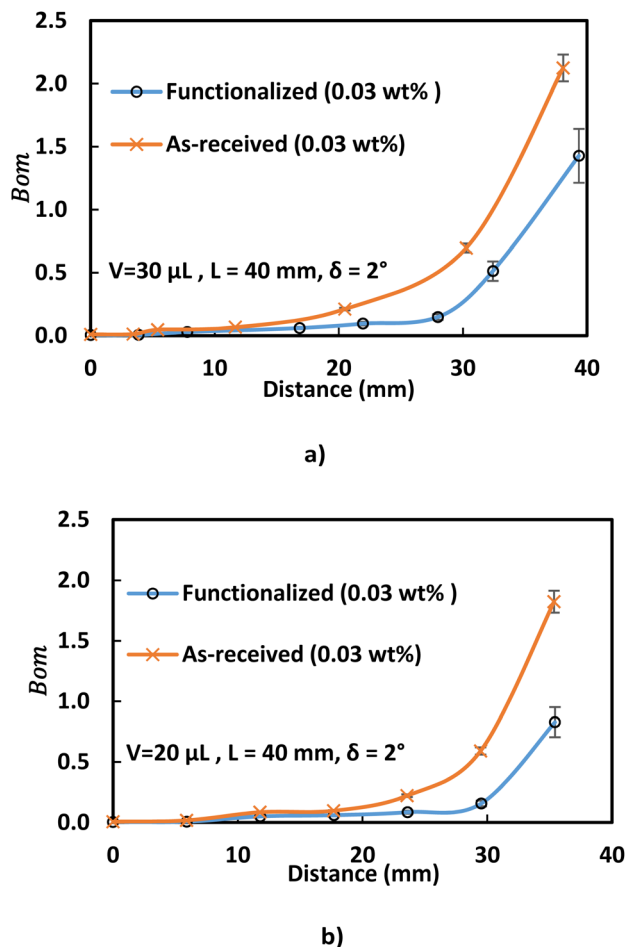 2.5
2.0
1.5
1.0
0.5
0.0
Bom
Functionalized (0.03 wt% )
As-received (0.03 wt%)
V=30 µL , L = 40 mm, δ = 2°
0 10 20 30 40
Distance (mm)
a)
2.5
2.0
1.5
1.0
0.5
0.0
Bom
Functionalized (0.03 wt% )
As-received (0.03 wt%)
V=20 µL , L = 40 mm, δ = 2°
0 10 20 30 40
Distance (mm)
b)